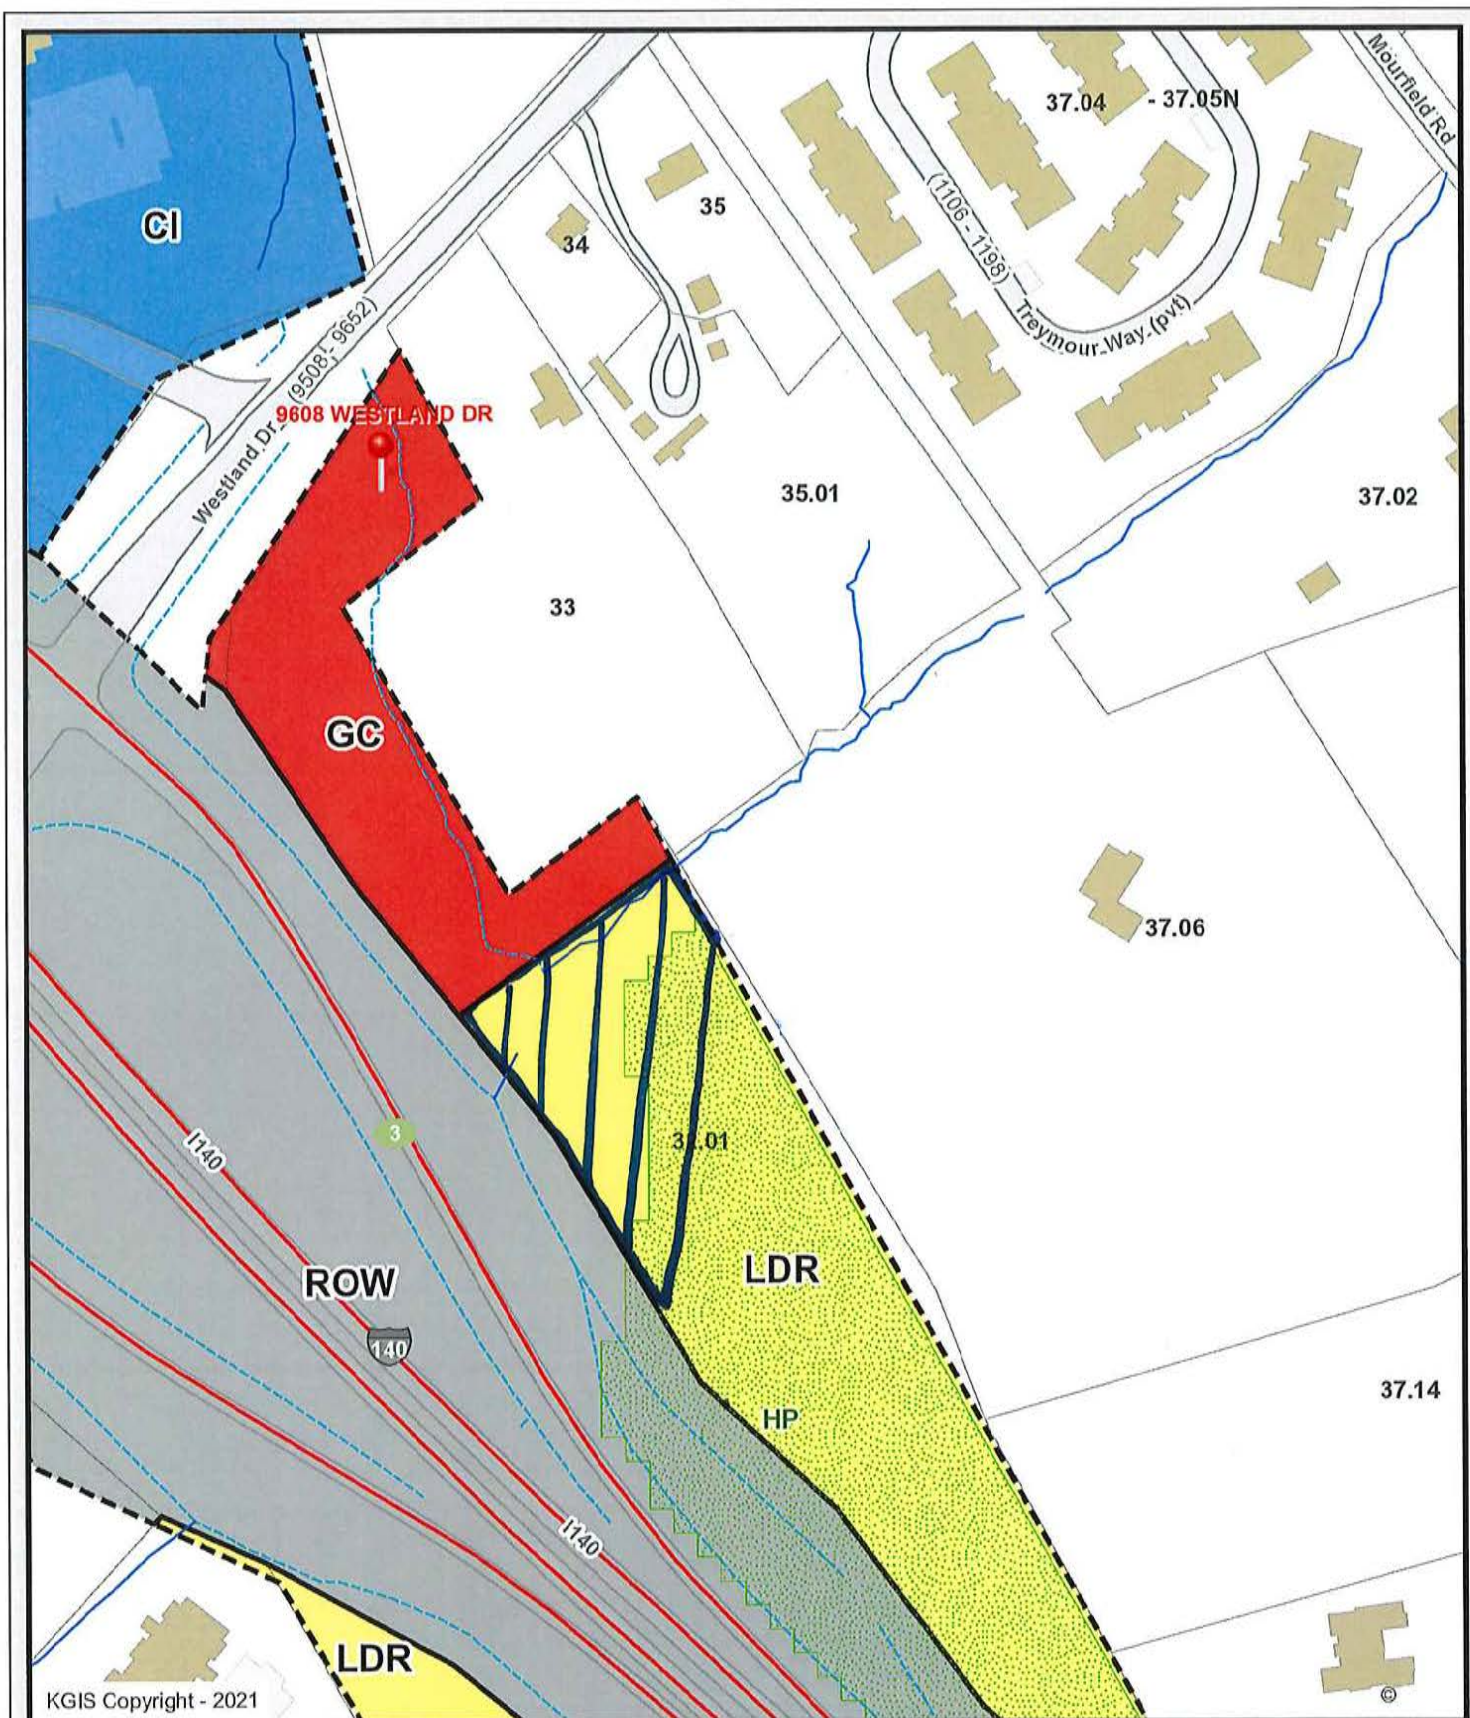 Mourfield Rd
37.04
- 37.05N
CI
35
34
(1106 - 1198)
Treymour Way (pvt)
(9508 - 9652)
Westland Dr
9608 WESTLAND DR
35.01
37.02
33
GC
37.06
3
32.01
I140
LDR
ROW
140
37.14
HP
I140
LDR
KGIS Copyright - 2021
©